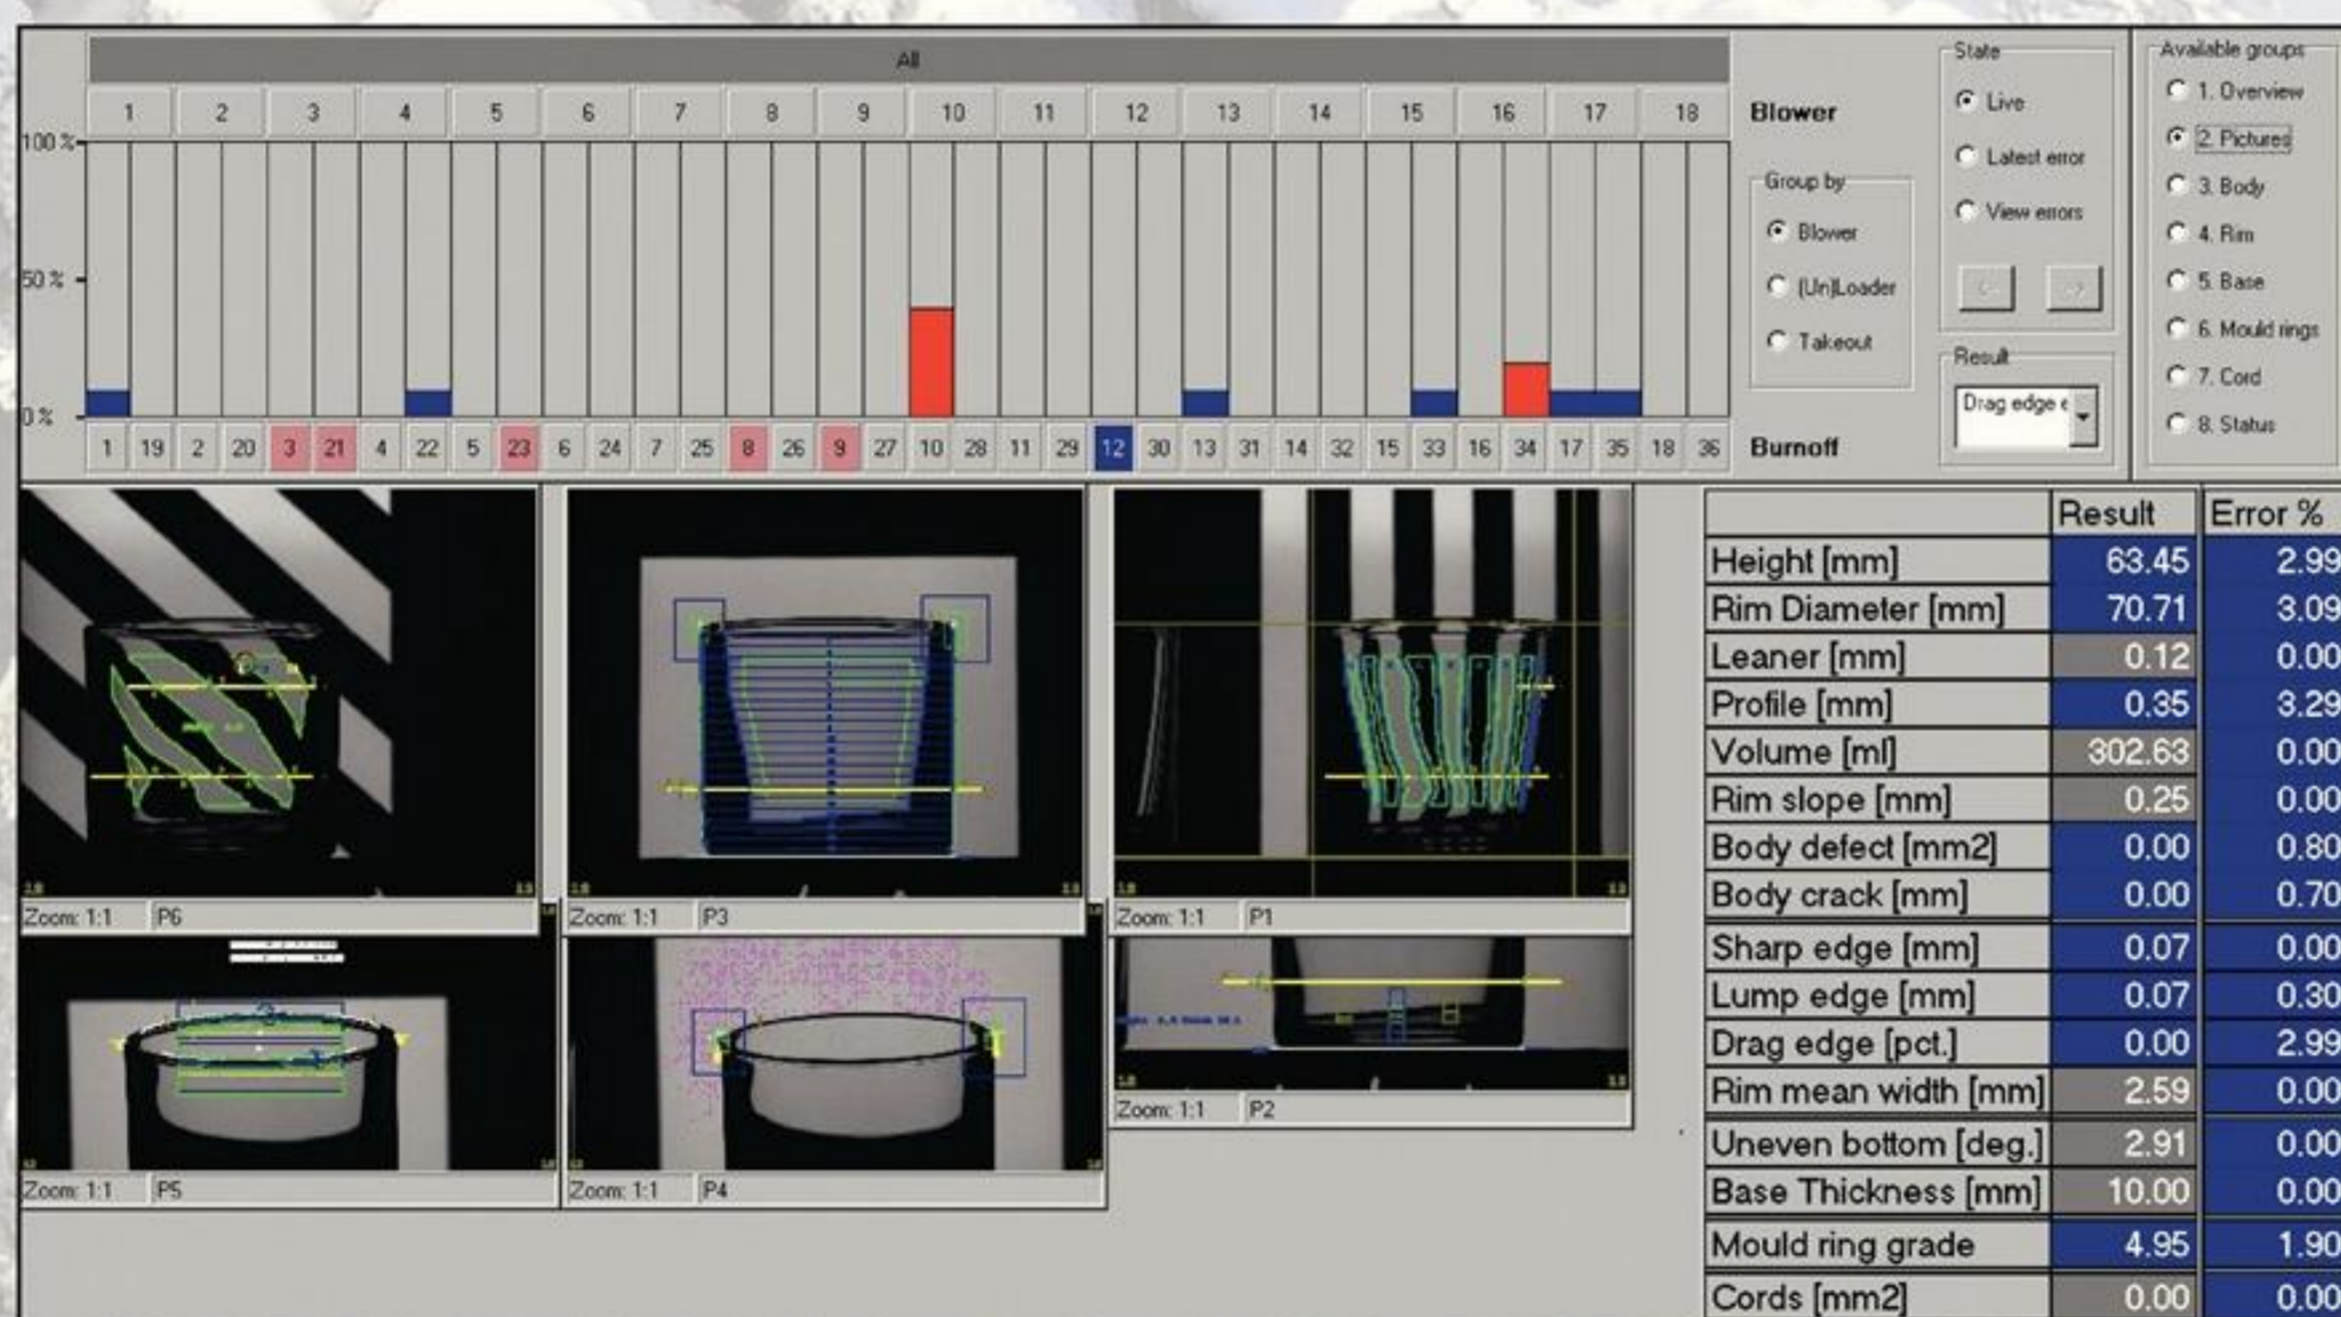 All
1 2 3 4 5 6 7 8 9 10 11 12 13 14 15 16 17 18
Blower
100 %
50 %
0 %
1 19 2 20 3 21 4 22 5 23 6 24 7 25 8 26 9 27 10 28 11 29 12 30 13 31 14 32 15 33 16 34 17 35 18 36
Burnoff
Group by
Blower
(Un)Loader
Takeout
State
Live
Latest error
View errors
Result
Drag edge e
Available groups
1. Overview
2. Pictures
3. Body
4. Rim
5. Base
6. Mould rings
7. Cord
8. Status
Zoom: 1:1 P6
Zoom: 1:1 P3
Zoom: 1:1 P1
Zoom: 1:1 P5
Zoom: 1:1 P4
Zoom: 1:1 P2
Result Error %
Height [mm] 63.45 2.99
Rim Diameter [mm] 70.71 3.09
Leaner [mm] 0.12 0.00
Profile [mm] 0.35 3.29
Volume [ml] 302.63 0.00
Rim slope [mm] 0.25 0.00
Body defect [mm2] 0.00 0.80
Body crack [mm] 0.00 0.70
Sharp edge [mm] 0.07 0.00
Lump edge [mm] 0.07 0.30
Drag edge [pct.] 0.00 2.99
Rim mean width [mm] 2.59 0.00
Uneven bottom [deg.] 2.91 0.00
Base Thickness [mm] 10.00 0.00
Mould ring grade 4.95 1.90
Cords [mm2] 0.00 0.00